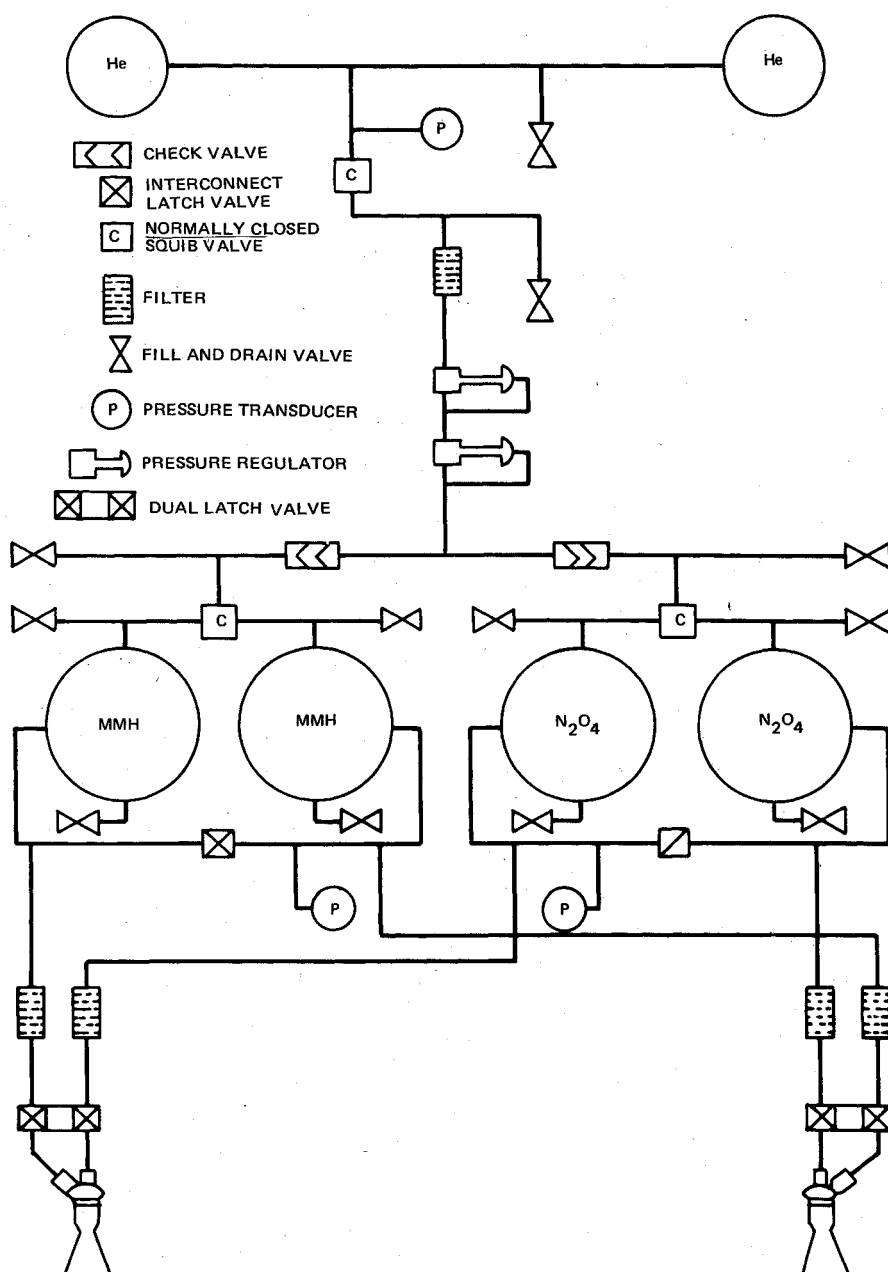 He
He
P
CHECK VALVE
C
INTERCONNECT
LATCH VALVE
C
NORMALLY CLOSED
SQUIB VALVE
FILTER
FILL AND DRAIN VALVE
P
PRESSURE TRANSDUCER
PRESSURE REGULATOR
DUAL LATCH VALVE
C
C
MMH
MMH
N₂O₄
N₂O₄
P
P